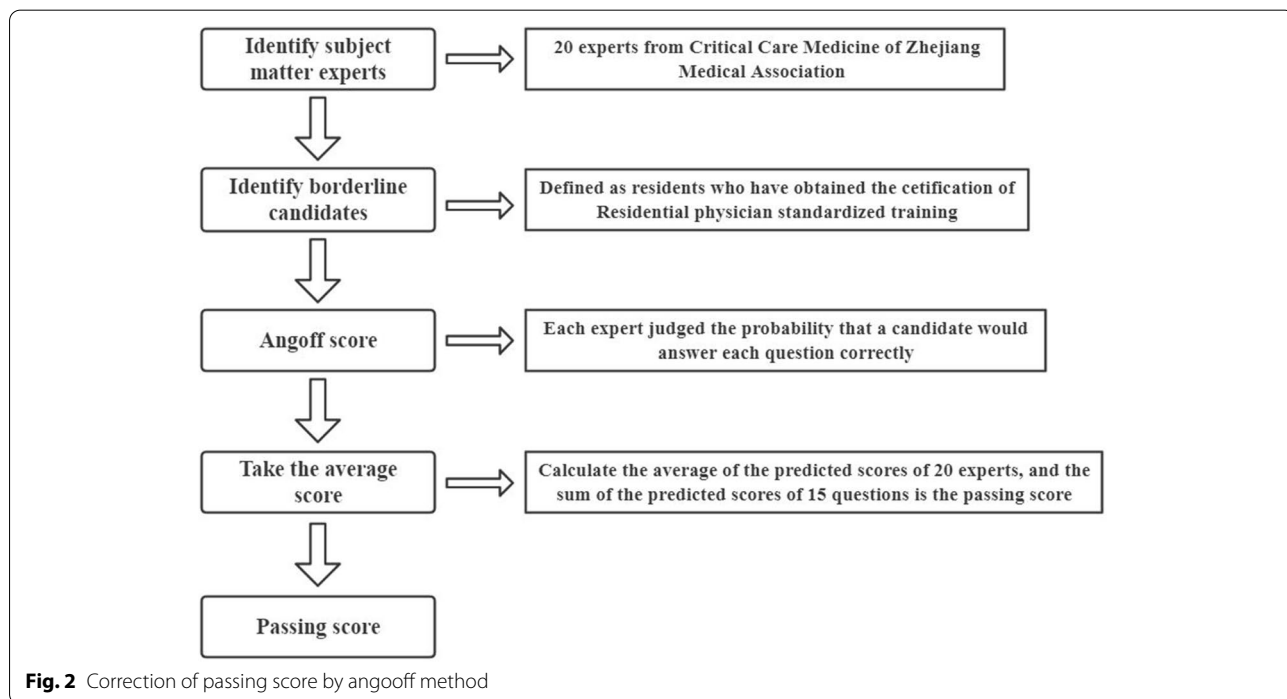 Identify subject
matter experts
20 experts from Critical Care Medicine of Zhejiang
Medical Association
Identify borderline
candidates
Defined as residents who have obtained the cetification of
Residential physician standardized training
Angoff score
Each expert judged the probability that a candidate would
answer each question correctly
Take the average
score
Calculate the average of the predicted scores of 20 experts, and the
sum of the predicted scores of 15 questions is the passing score
Passing score
Fig. 2 Correction of passing score by angooff method